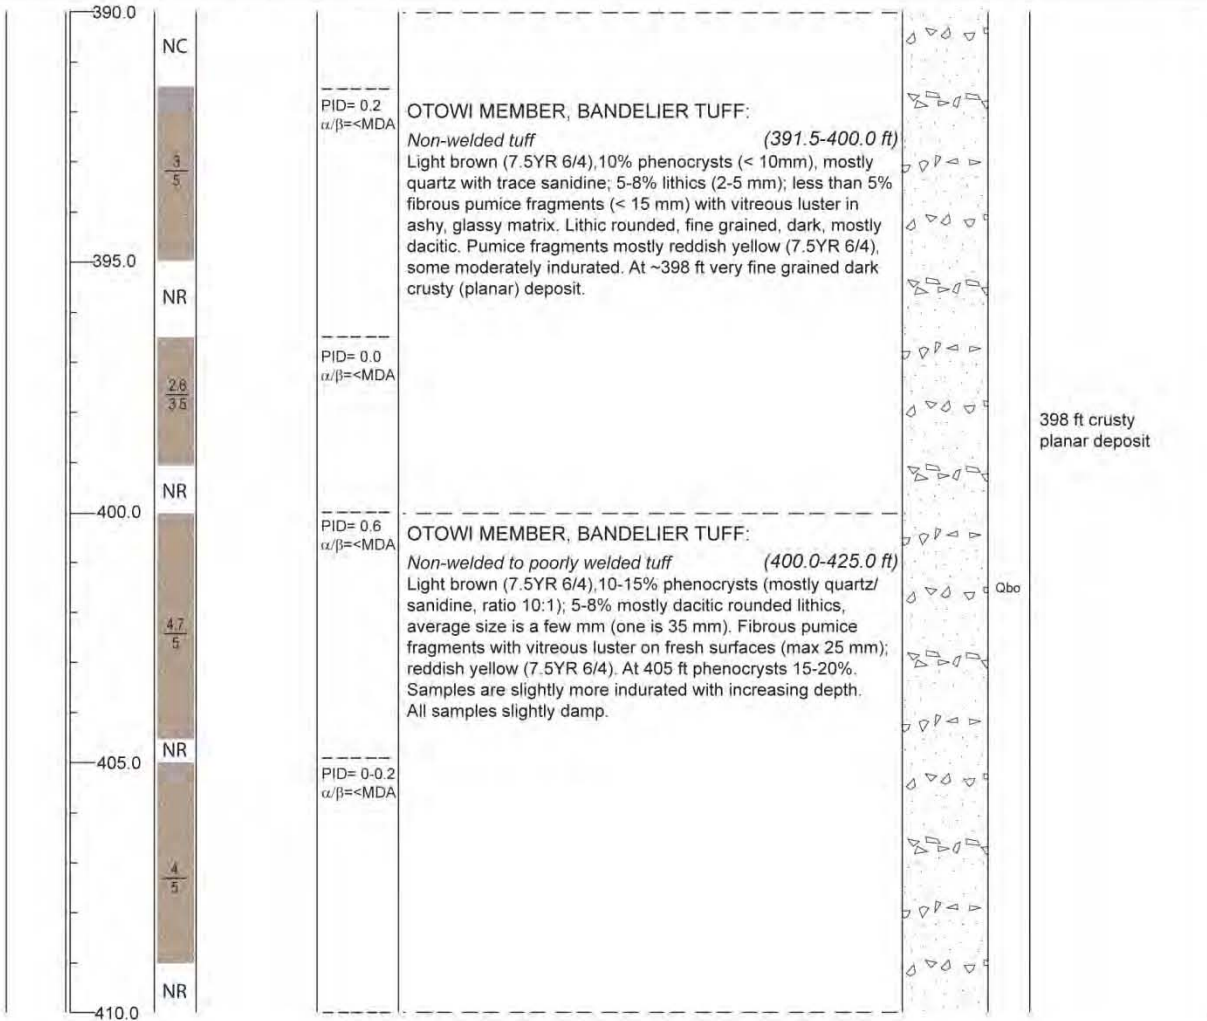 390.0
NC
PID= 0.2
α/β=<MDA
OTOWI MEMBER, BANDELIER TUFF:
Non-welded tuff (391.5-400.0 ft)
Light brown (7.5YR 6/4),10% phenocrysts (< 10mm), mostly
quartz with trace sanidine; 5-8% lithics (2-5 mm); less than 5%
fibrous pumice fragments (< 15 mm) with vitreous luster in
ashy, glassy matrix. Lithic rounded, fine grained, dark, mostly
dacitic. Pumice fragments mostly reddish yellow (7.5YR 6/4),
some moderately indurated. At ~398 ft very fine grained dark
crusty (planar) deposit.
3
5
395.0
NR
PID= 0.0
α/β=<MDA
2.6
3.5
398 ft crusty
planar deposit
NR
400.0
PID= 0.6
α/β=<MDA
OTOWI MEMBER, BANDELIER TUFF:
Non-welded to poorly welded tuff (400.0-425.0 ft)
Light brown (7.5YR 6/4),10-15% phenocrysts (mostly quartz/
sanidine, ratio 10:1); 5-8% mostly dacitic rounded lithics,
average size is a few mm (one is 35 mm). Fibrous pumice
fragments with vitreous luster on fresh surfaces (max 25 mm);
reddish yellow (7.5YR 6/4). At 405 ft phenocrysts 15-20%.
Samples are slightly more indurated with increasing depth.
All samples slightly damp.
Qbo
4.7
5
NR
405.0
PID= 0-0.2
α/β=<MDA
4
5
NR
410.0